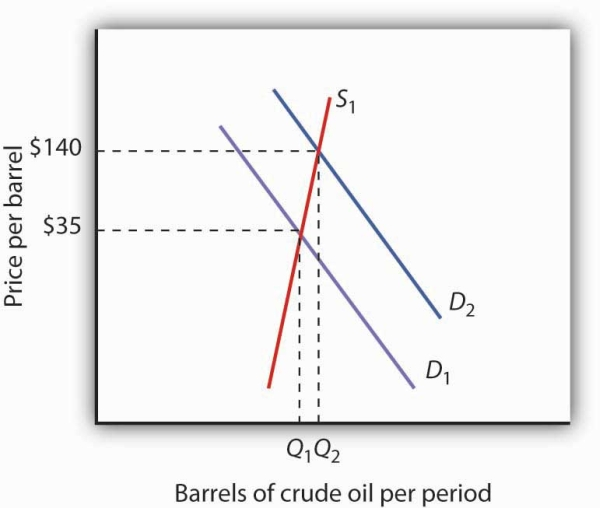 Price per barrel
$140
$35
S1
D2
D1
Q1Q2
Barrels of crude oil per period